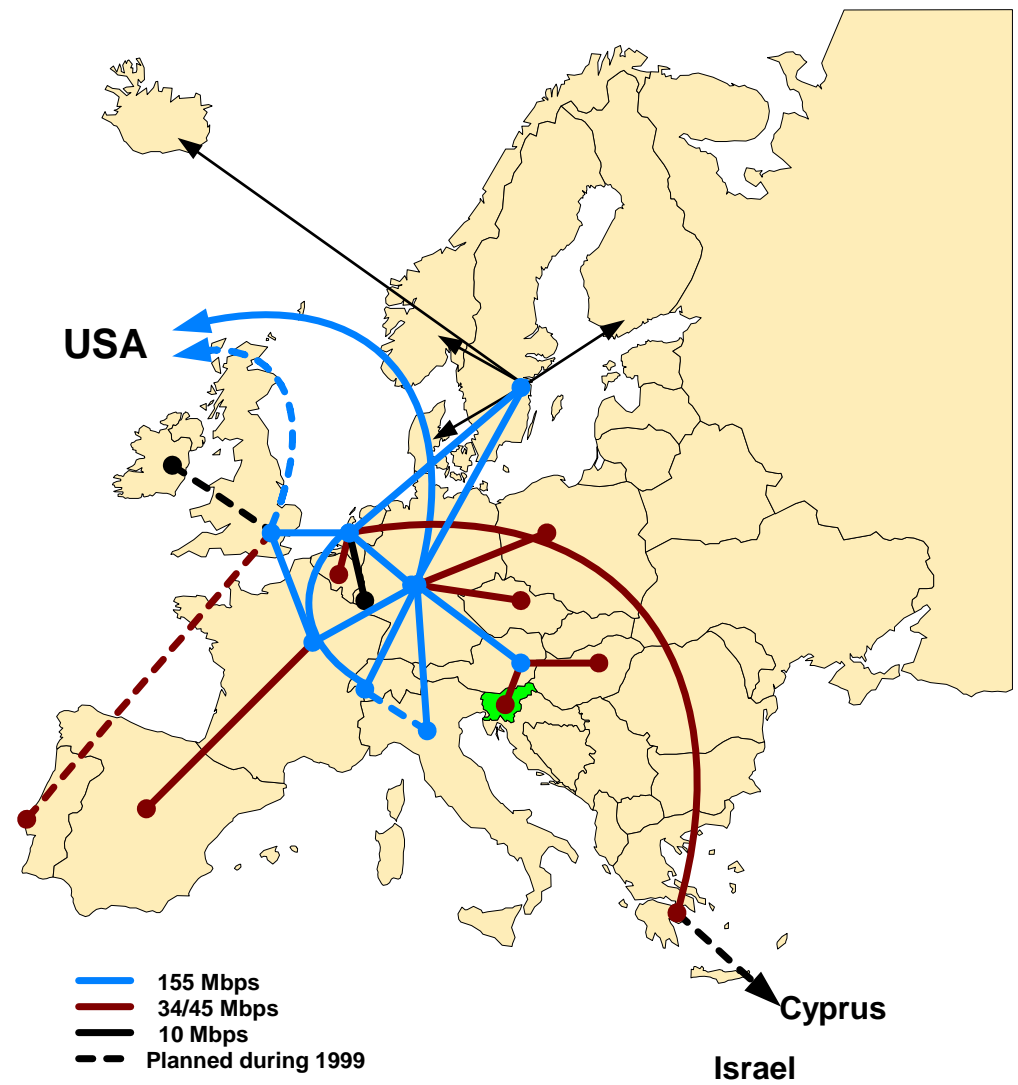 USA
Cyprus
Israel
155 Mbps
34/45 Mbps
10 Mbps
Planned during 1999